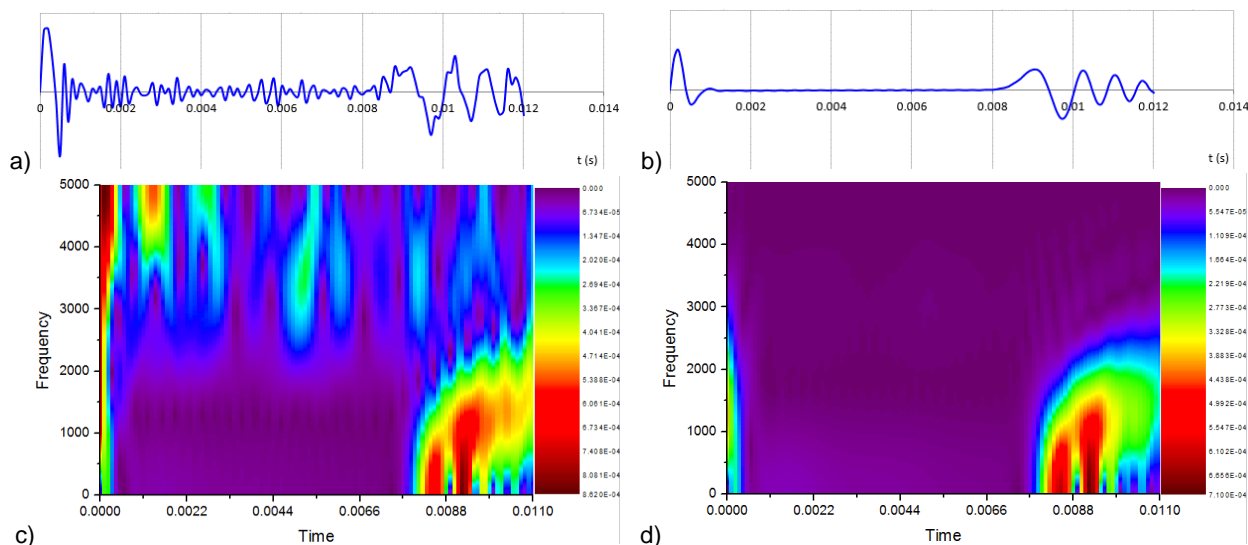 0 0.002 0.004 0.006 0.008 0.01 0.012 0.014
t (s)
a)
0 0.002 0.004 0.006 0.008 0.01 0.012 0.014
t (s)
b)
5000
4000
3000
2000
1000
0
Frequency
0.0000 0.0022 0.0044 0.0066 0.0088 0.0110
Time
0.000
6.734E-05
1.347E-04
2.020E-04
2.694E-04
3.367E-04
4.041E-04
4.714E-04
5.388E-04
6.061E-04
6.734E-04
7.408E-04
8.081E-04
8.620E-04
c)
5000
4000
3000
2000
1000
0
Frequency
0.0000 0.0022 0.0044 0.0066 0.0088 0.0110
Time
0.000
5.547E-05
1.109E-04
1.664E-04
2.219E-04
2.773E-04
3.328E-04
3.883E-04
4.438E-04
4.992E-04
5.547E-04
6.102E-04
6.656E-04
7.100E-04
d)